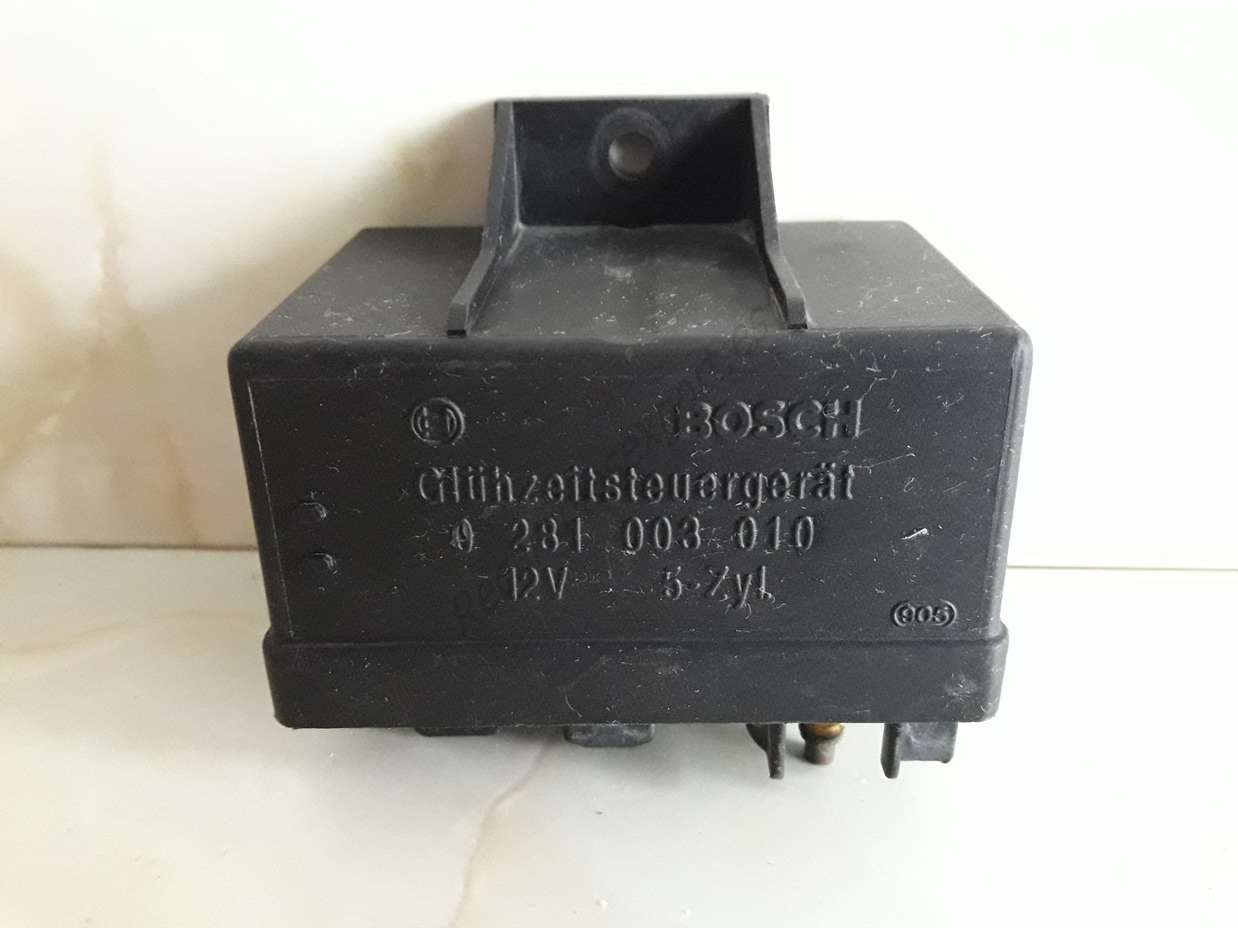 BOSCH
Glühzeitsteuergerät
0 281 003 010
12V 5-Zyl.
905